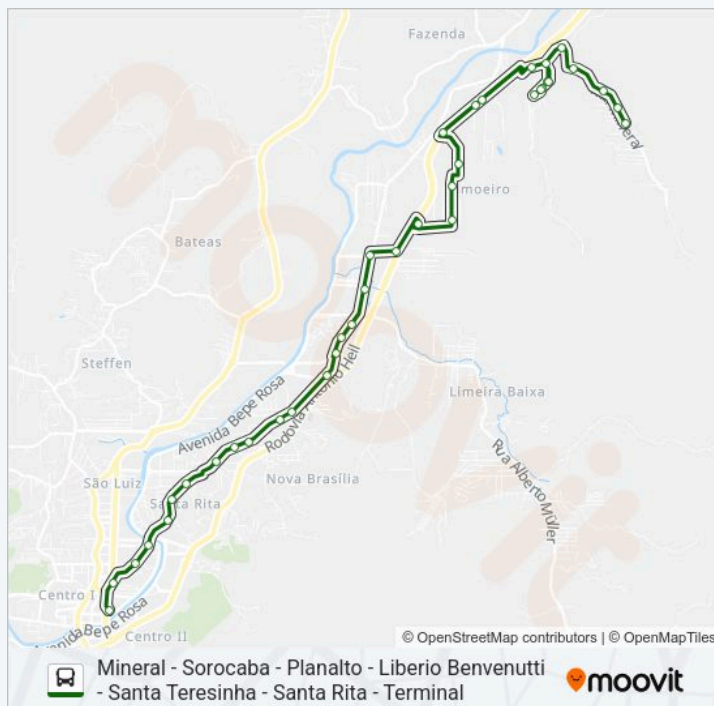 Fazenda
Mineral
moeiro
Bateas
Steffen
Limeira Baixa
Avenida Bepe Rosa
Rodovia Antônio Heil
Rua Alberto Müller
Nova Brasília
São Luiz
Santa Rita
Centro I
Avenida Bepe Rosa
Centro II
moovit
© OpenStreetMap contributors | © OpenMapTiles
Mineral - Sorocaba - Planalto - Liberio Benvenutti
- Santa Teresinha - Santa Rita - Terminal
moovit